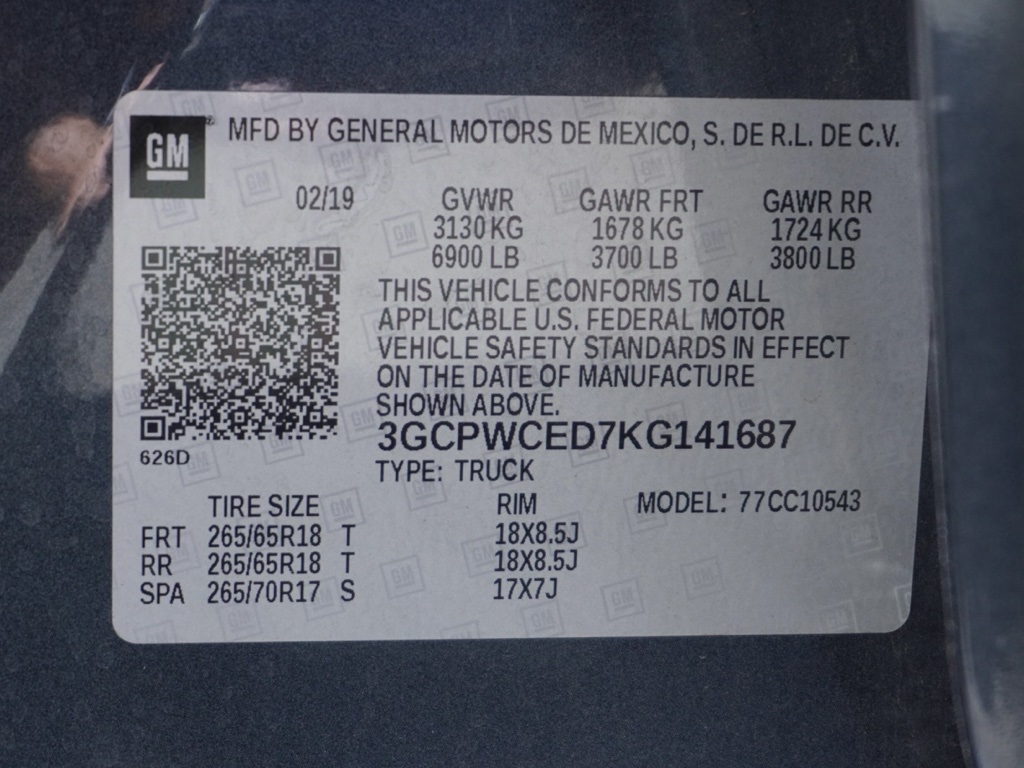 GM® MFD BY GENERAL MOTORS DE MEXICO, S. DE R.L. DE C.V.
02/19 GVWR GAWR FRT GAWR RR
3130 KG 1678 KG 1724 KG
6900 LB 3700 LB 3800 LB
THIS VEHICLE CONFORMS TO ALL
APPLICABLE U.S. FEDERAL MOTOR
VEHICLE SAFETY STANDARDS IN EFFECT
ON THE DATE OF MANUFACTURE
SHOWN ABOVE.
3GCPWCED7KG141687
626D
TYPE: TRUCK
TIRE SIZE RIM MODEL: 77CC10543
FRT 265/65R18 T 18X8.5J
RR 265/65R18 T 18X8.5J
SPA 265/70R17 S 17X7J